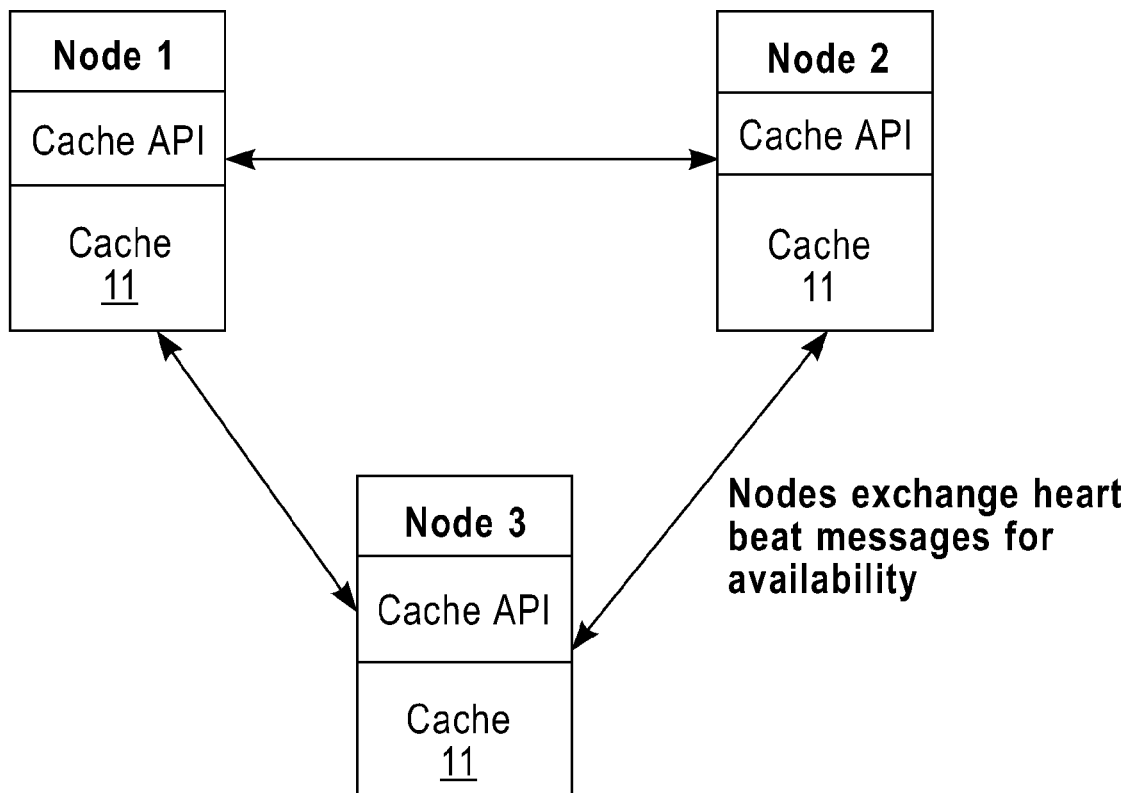 Node 1
Cache API
Cache
11
Node 2
Cache API
Cache
11
Node 3
Cache API
Cache
11
Nodes exchange heart
beat messages for
availability